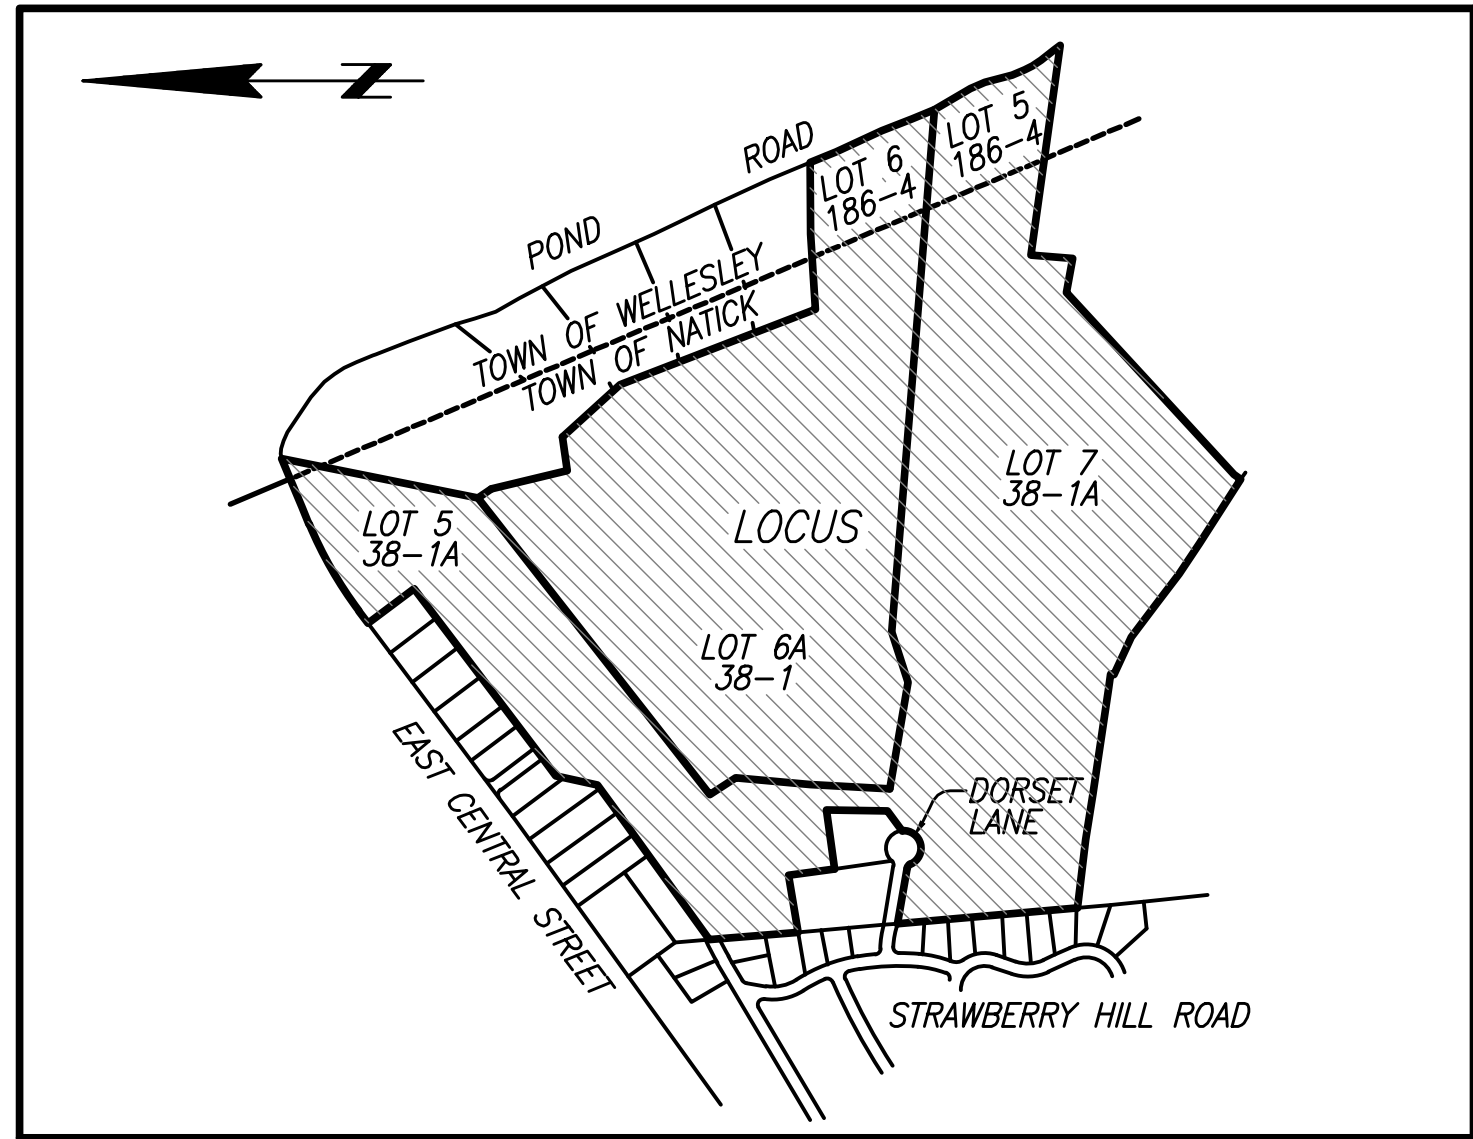 N
LOT 5
186-4
ROAD
LOT 6
186-4
POND
TOWN OF WELLESLEY
TOWN OF NATICK
LOT 7
38-1A
LOCUS
LOT 5
38-1A
LOT 6A
38-1
EAST CENTRAL STREET
DORSET
LANE
STRAWBERRY HILL ROAD